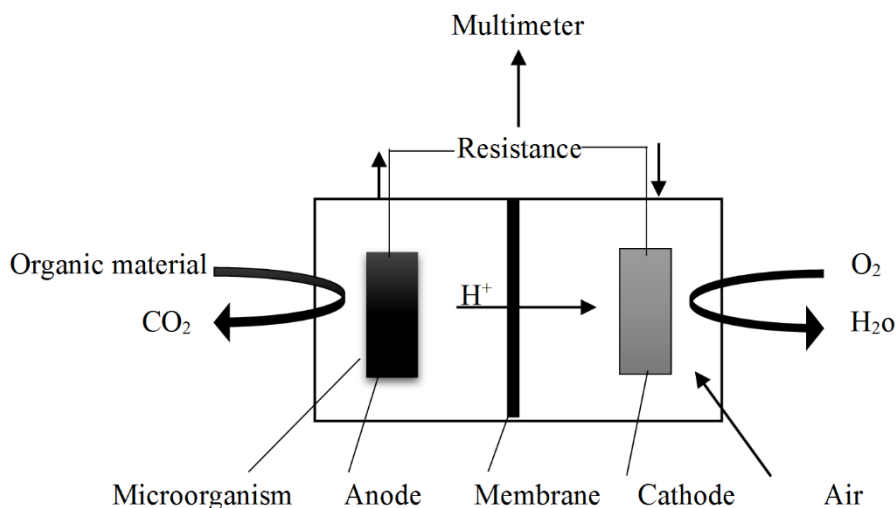 Multimeter
Resistance
Organic material
O₂
H⁺
CO₂
H₂o
Microorganism Anode Membrane Cathode Air